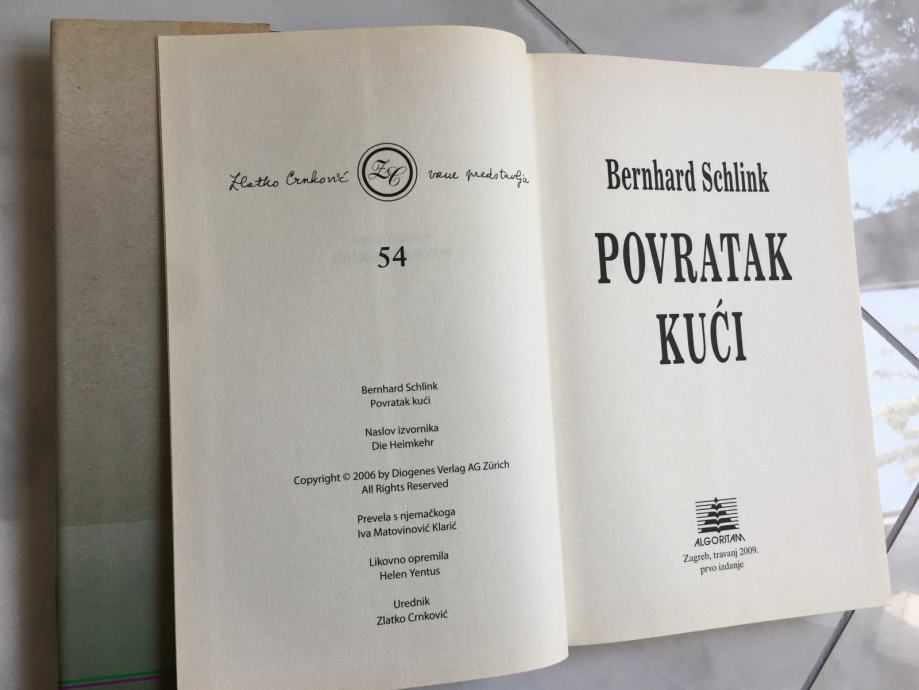 Zlatko Crnković ZC vam predstavlja
54
Bernhard Schlink
Povratak kući
Naslov izvornika
Die Heimkehr
Copyright © 2006 by Diogenes Verlag AG Zürich
All Rights Reserved
Prevela s njemačkoga
Iva Matovinović Klarić
Likovno opremila
Helen Yentus
Urednik
Zlatko Crnković
Bernhard Schlink
POVRATAK
KUĆI
ALGORITAM
Zagreb, travanj 2009.
prvo izdanje